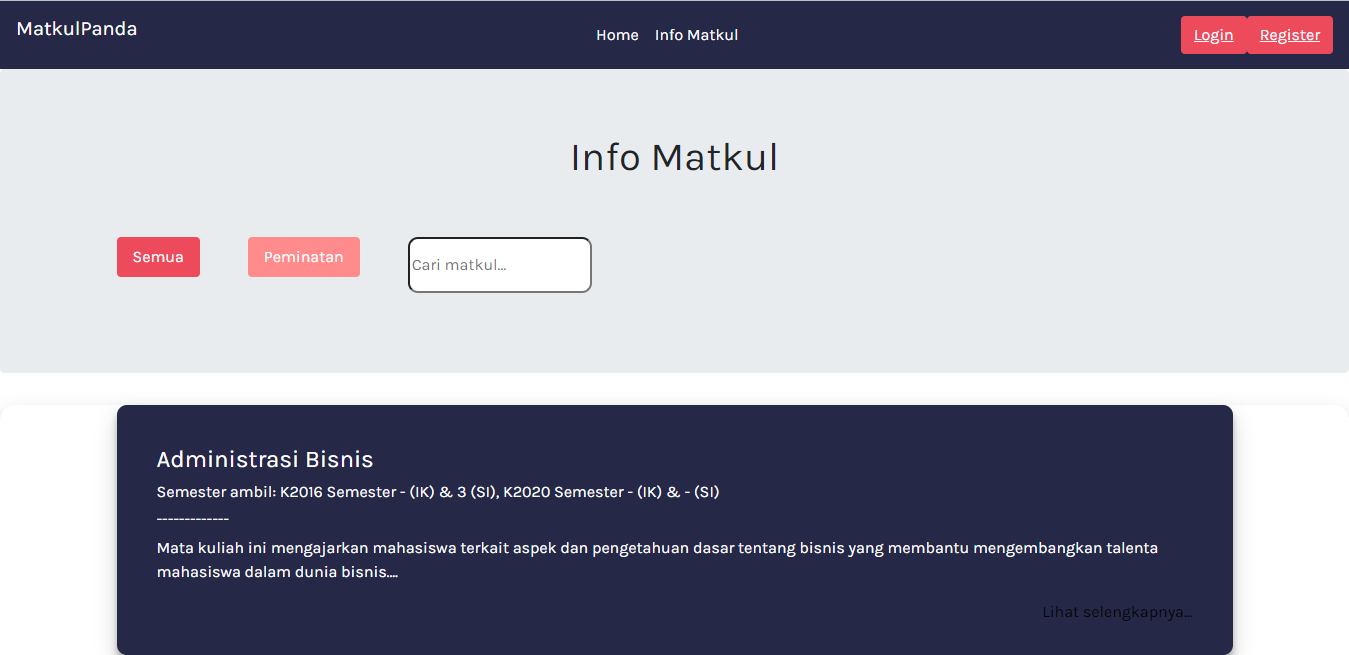 MatkulPanda
Home Info Matkul
Login Register
Info Matkul
Semua Peminatan Cari matkul...
Administrasi Bisnis
Semester ambil: K2016 Semester - (IK) & 3 (SI), K2020 Semester - (IK) & - (SI)
-------------
Mata kuliah ini mengajarkan mahasiswa terkait aspek dan pengetahuan dasar tentang bisnis yang membantu mengembangkan talenta
mahasiswa dalam dunia bisnis....
Lihat selengkapnya...